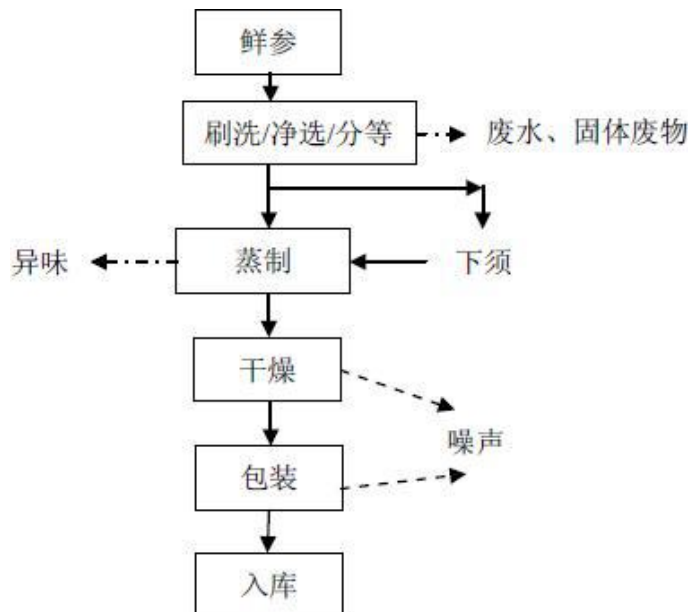 鲜参
刷洗/净选/分等
废水、固体废物
异味
蒸制
下须
干燥
噪声
包装
入库